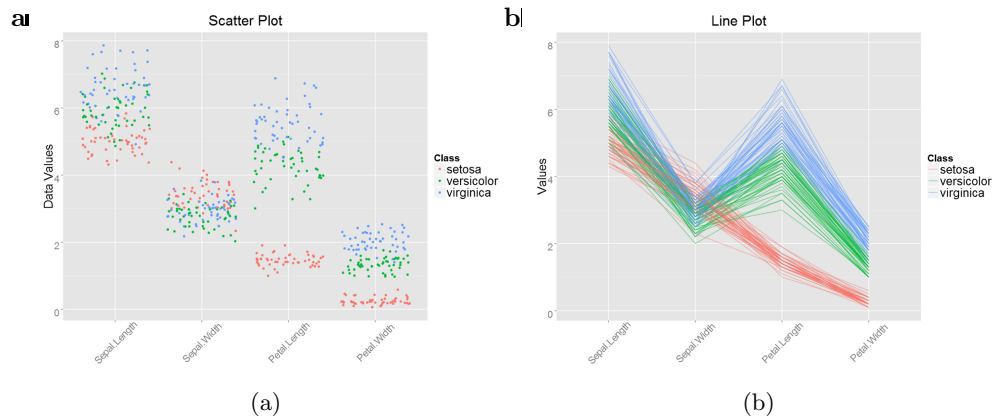 a
Scatter Plot
Data Values
8
6
4
2
0
Sepal.Length
Sepal.Width
Petal.Length
Petal.Width
Class
setosa
versicolor
virginica
(a)
b
Line Plot
Values
8
6
4
2
0
Sepal.Length
Sepal.Width
Petal.Length
Petal.Width
Class
setosa
versicolor
virginica
(b)